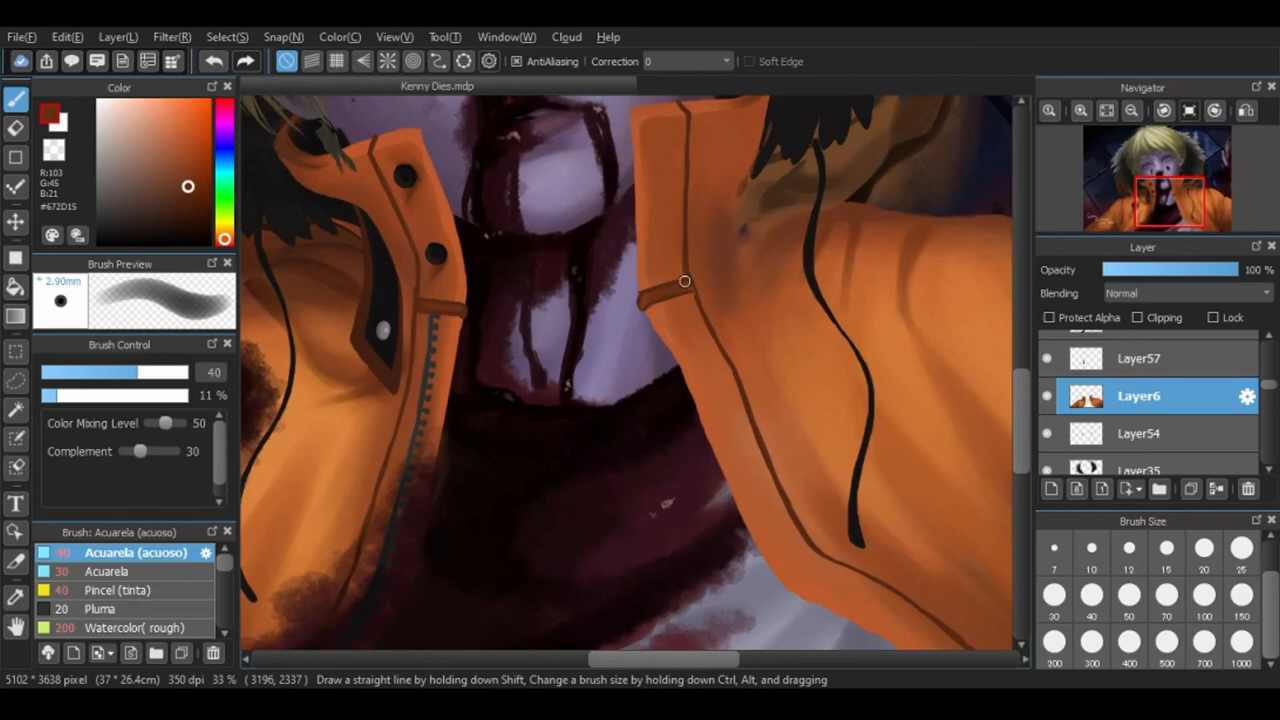 File(F) Edit(E) Layer(L) Filter(R) Select(S) Snap(N) Color(C) View(V) Tool(T) Window(W) Cloud Help
AntiAliasing Correction 0 Soft Edge
Color
Kenny Dies.mdp
Navigator
R:103
G:45
B:21
#672D15
Brush Preview
* 2.90mm
Layer
Opacity 100 %
Blending Normal
Protect Alpha Clipping Lock
Brush Control
40
11 %
Color Mixing Level 50
Complement 30
Layer57
Layer6
Layer54
Layer35
Brush: Acuarela (acuoso)
40 Acuarela (acuoso)
30 Acuarela
40 Pincel (tinta)
20 Pluma
200 Watercolor( rough)
Brush Size
7 10 12 15 20 25
30 40 50 70 100 150
200 300 400 500 700 1000
5102 * 3638 pixel (37 * 26.4cm) 350 dpi 33 % ( 3196, 2337 ) Draw a straight line by holding down Shift, Change a brush size by holding down Ctrl, Alt, and dragging